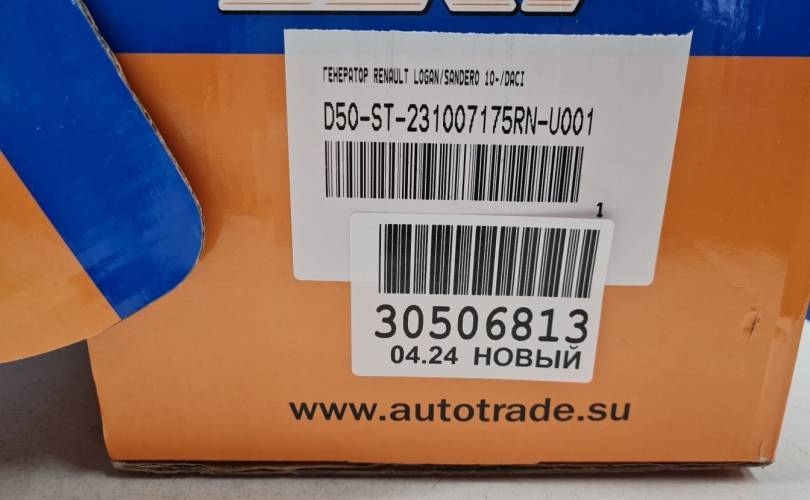 ГЕНЕРАТОР RENAULT LOGAN/SANDERO 10-/DACI
D50-ST-231007175RN-U001
1
30506813
04.24 НОВЫЙ
www.autotrade.su